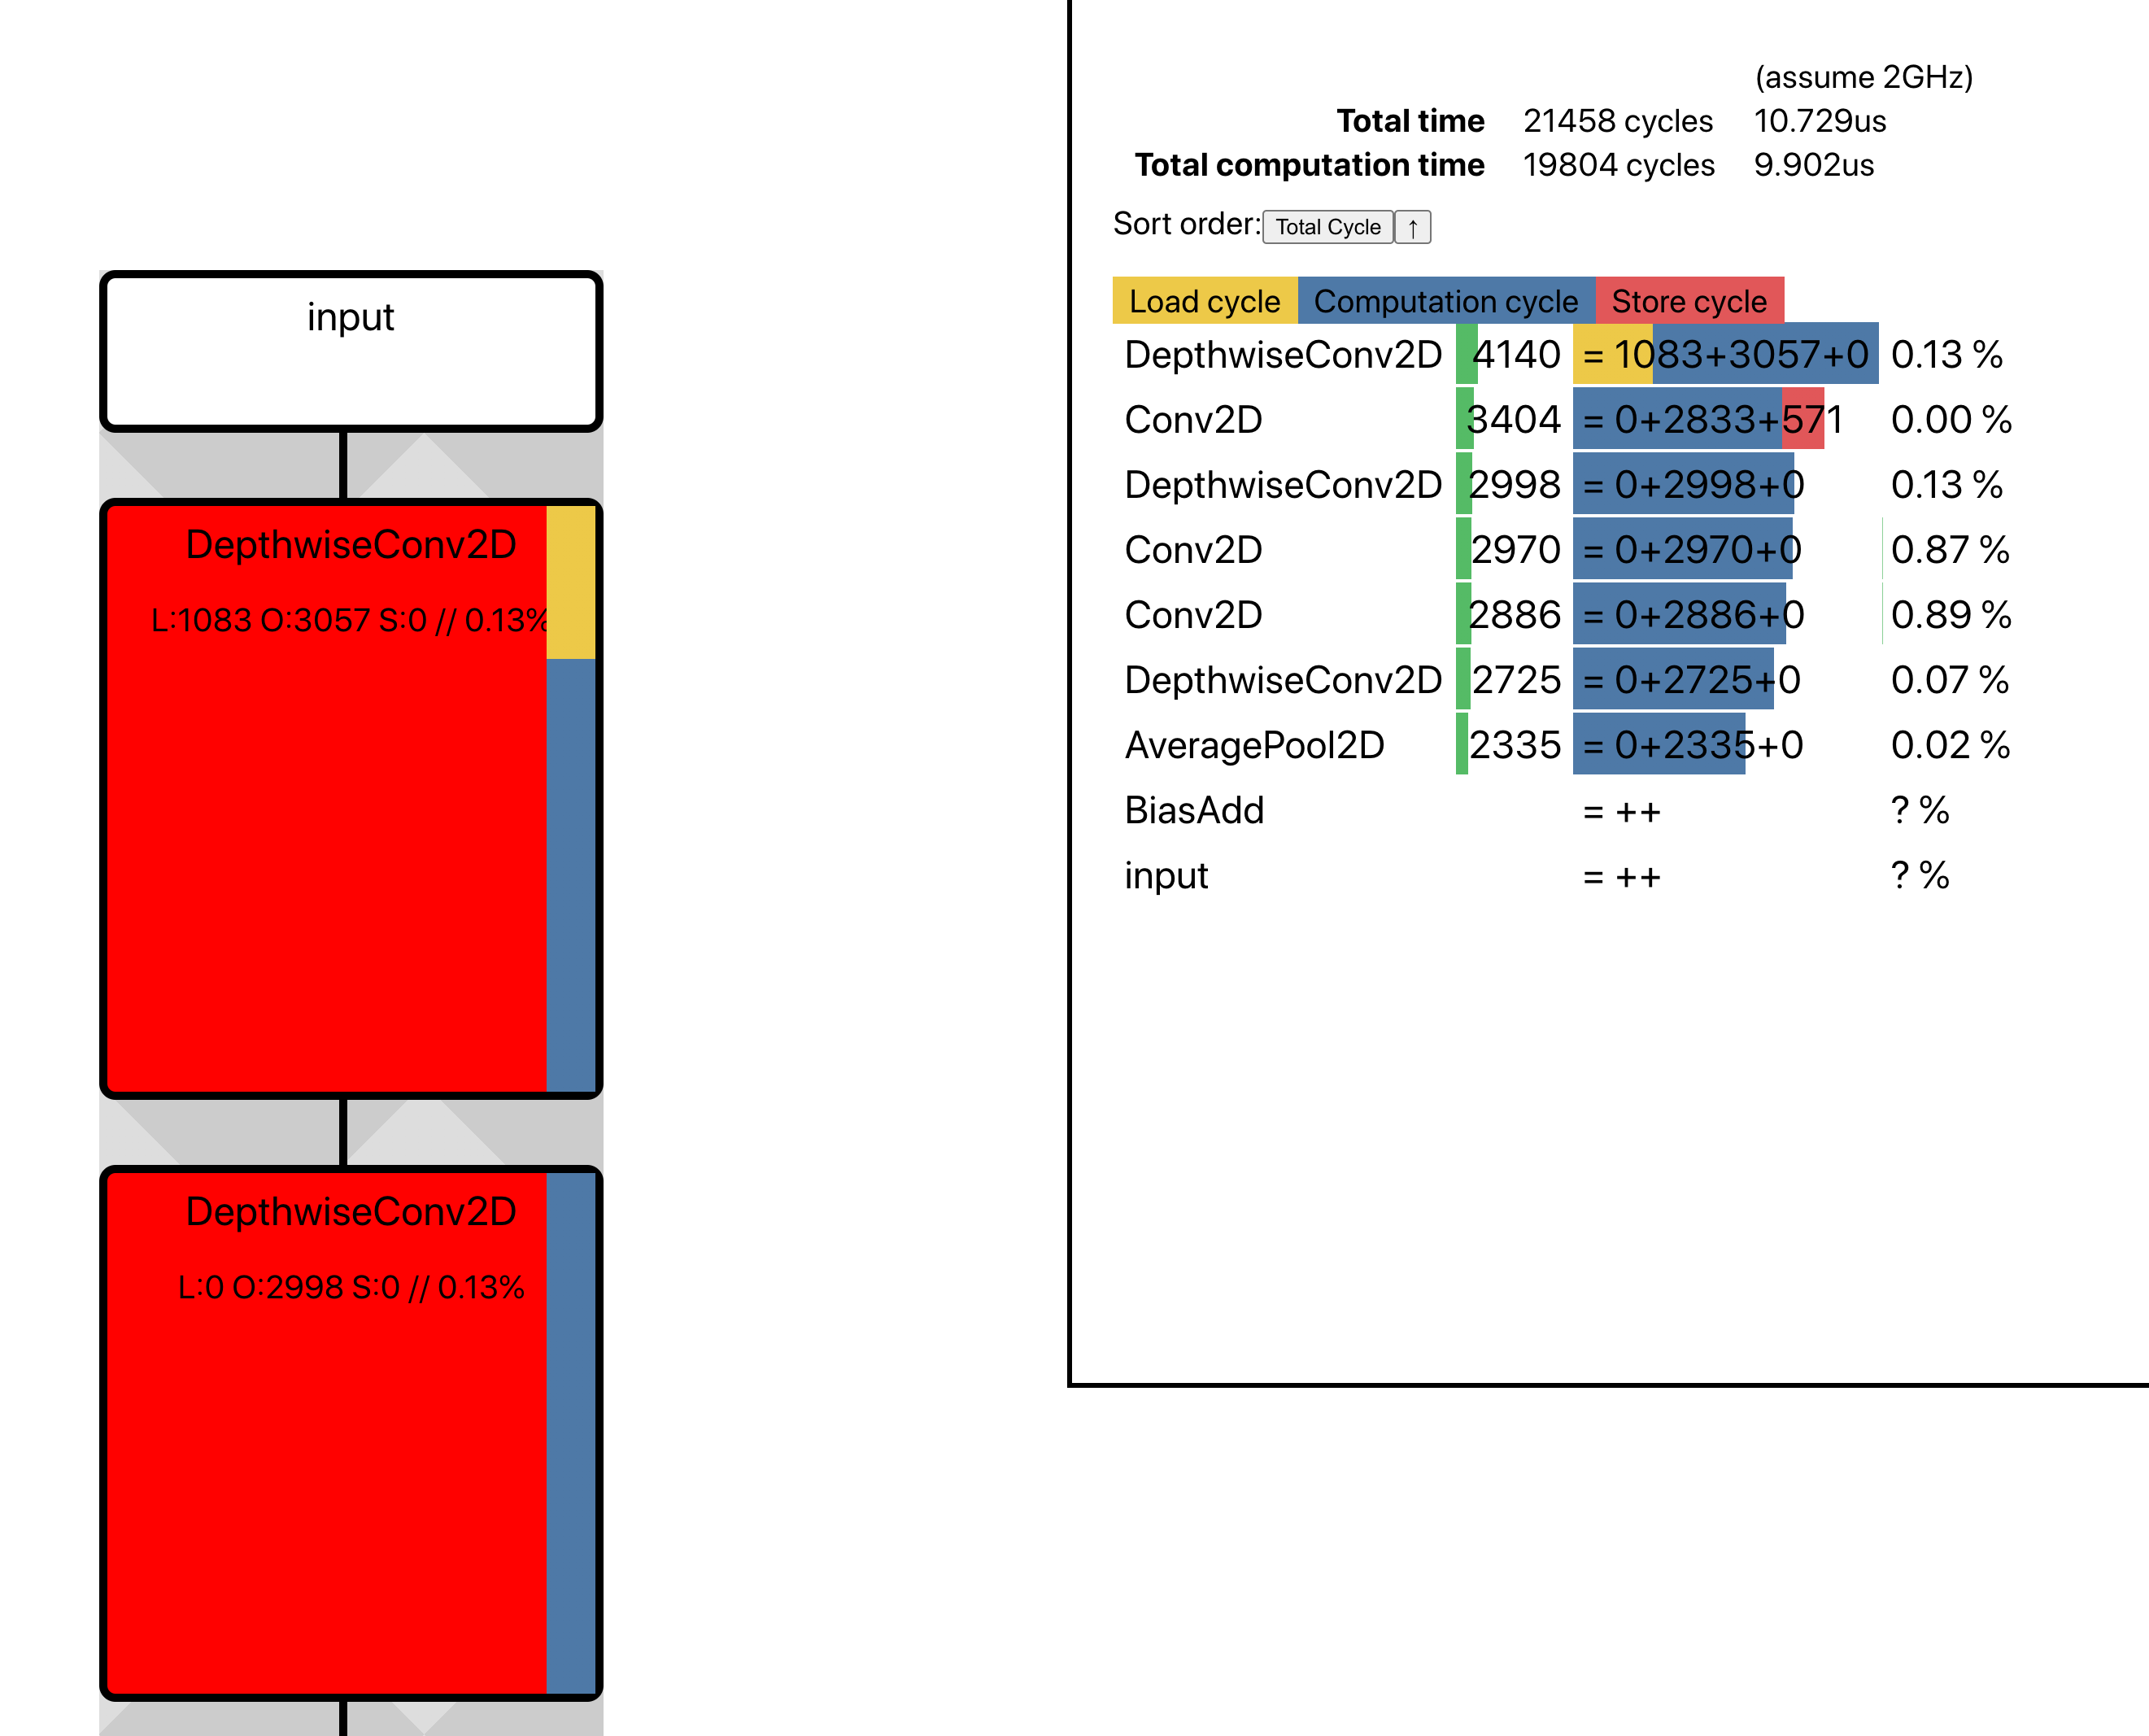 input
DepthwiseConv2D
L:1083 O:3057 S:0 // 0.13%
DepthwiseConv2D
L:0 O:2998 S:0 // 0.13%
(assume 2GHz)
Total time 21458 cycles 10.729us
Total computation time 19804 cycles 9.902us
Sort order: Total Cycle ↑
Load cycle Computation cycle Store cycle
DepthwiseConv2D 4140 = 1083+3057+0 0.13 %
Conv2D 3404 = 0+2833+571 0.00 %
DepthwiseConv2D 2998 = 0+2998+0 0.13 %
Conv2D 2970 = 0+2970+0 0.87 %
Conv2D 2886 = 0+2886+0 0.89 %
DepthwiseConv2D 2725 = 0+2725+0 0.07 %
AveragePool2D 2335 = 0+2335+0 0.02 %
BiasAdd = ++ ? %
input = ++ ? %